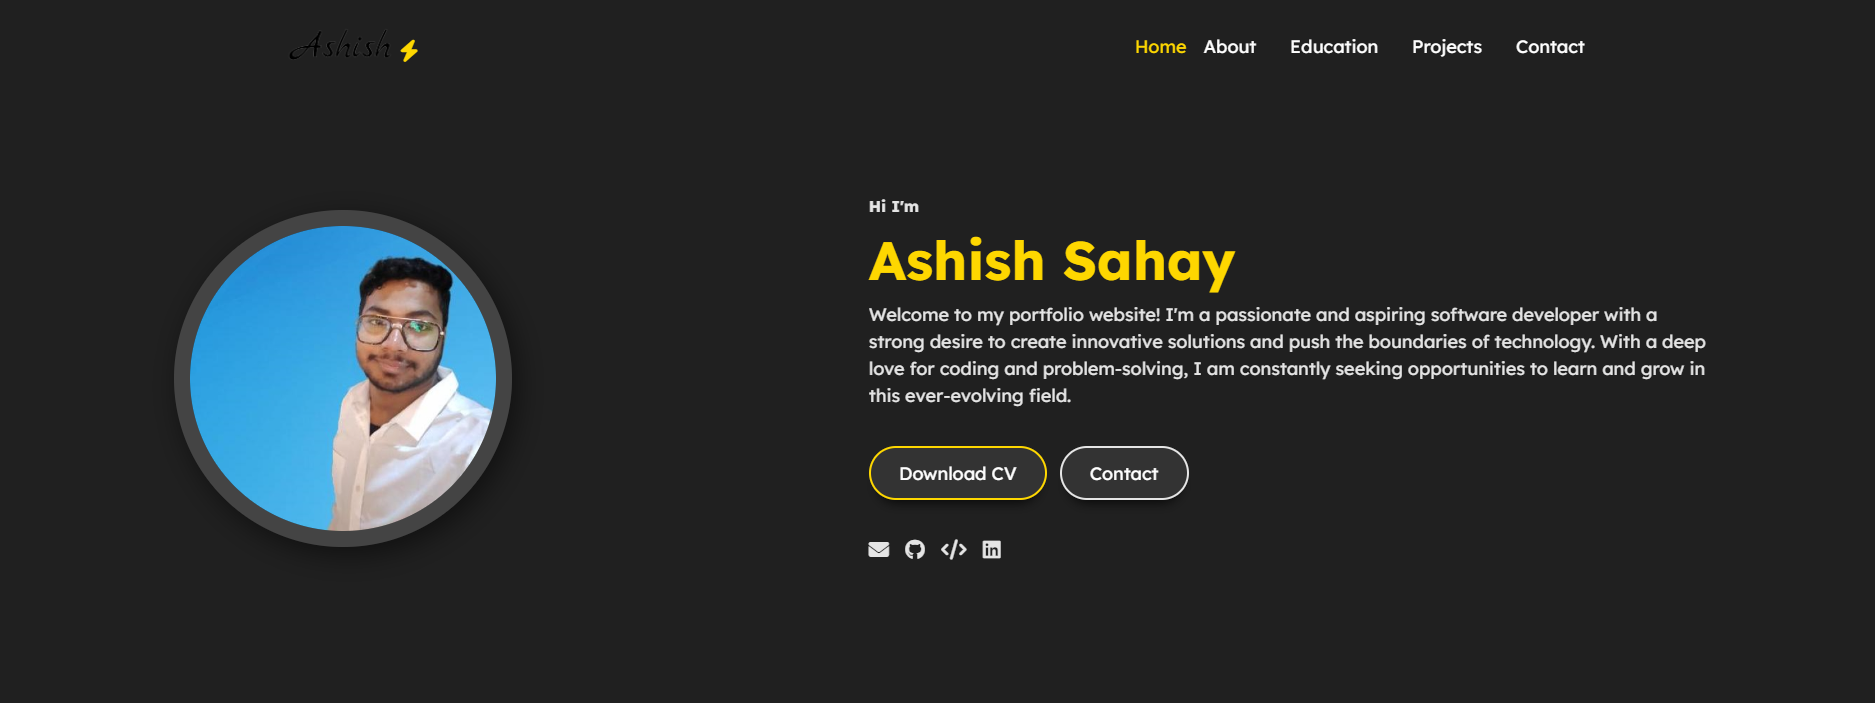 Ashish
Home About Education Projects Contact
Hi I'm
Ashish Sahay
Welcome to my portfolio website! I'm a passionate and aspiring software developer with a
strong desire to create innovative solutions and push the boundaries of technology. With a deep
love for coding and problem-solving, I am constantly seeking opportunities to learn and grow in
this ever-evolving field.
Download CV Contact